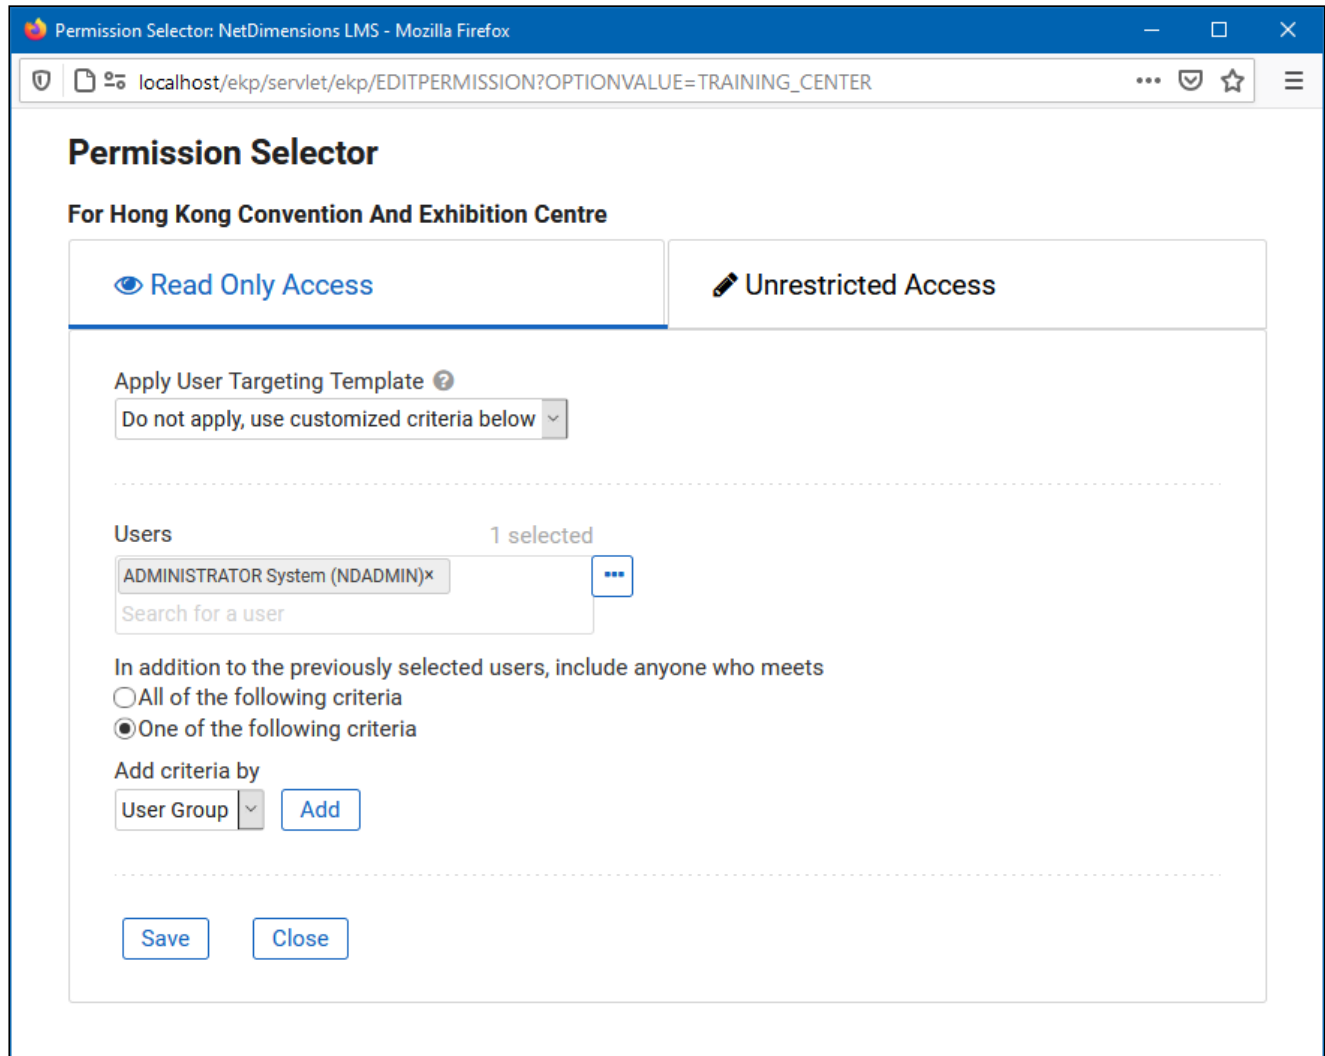 Permission Selector: NetDimensions LMS - Mozilla Firefox
localhost/ekp/servlet/ekp/EDITPERMISSION?OPTIONVALUE=TRAINING_CENTER
Permission Selector
For Hong Kong Convention And Exhibition Centre
Read Only Access
Unrestricted Access
Apply User Targeting Template
Do not apply, use customized criteria below
Users 1 selected
ADMINISTRATOR System (NDADMIN)×
Search for a user
In addition to the previously selected users, include anyone who meets
All of the following criteria
One of the following criteria
Add criteria by
User Group Add
Save Close